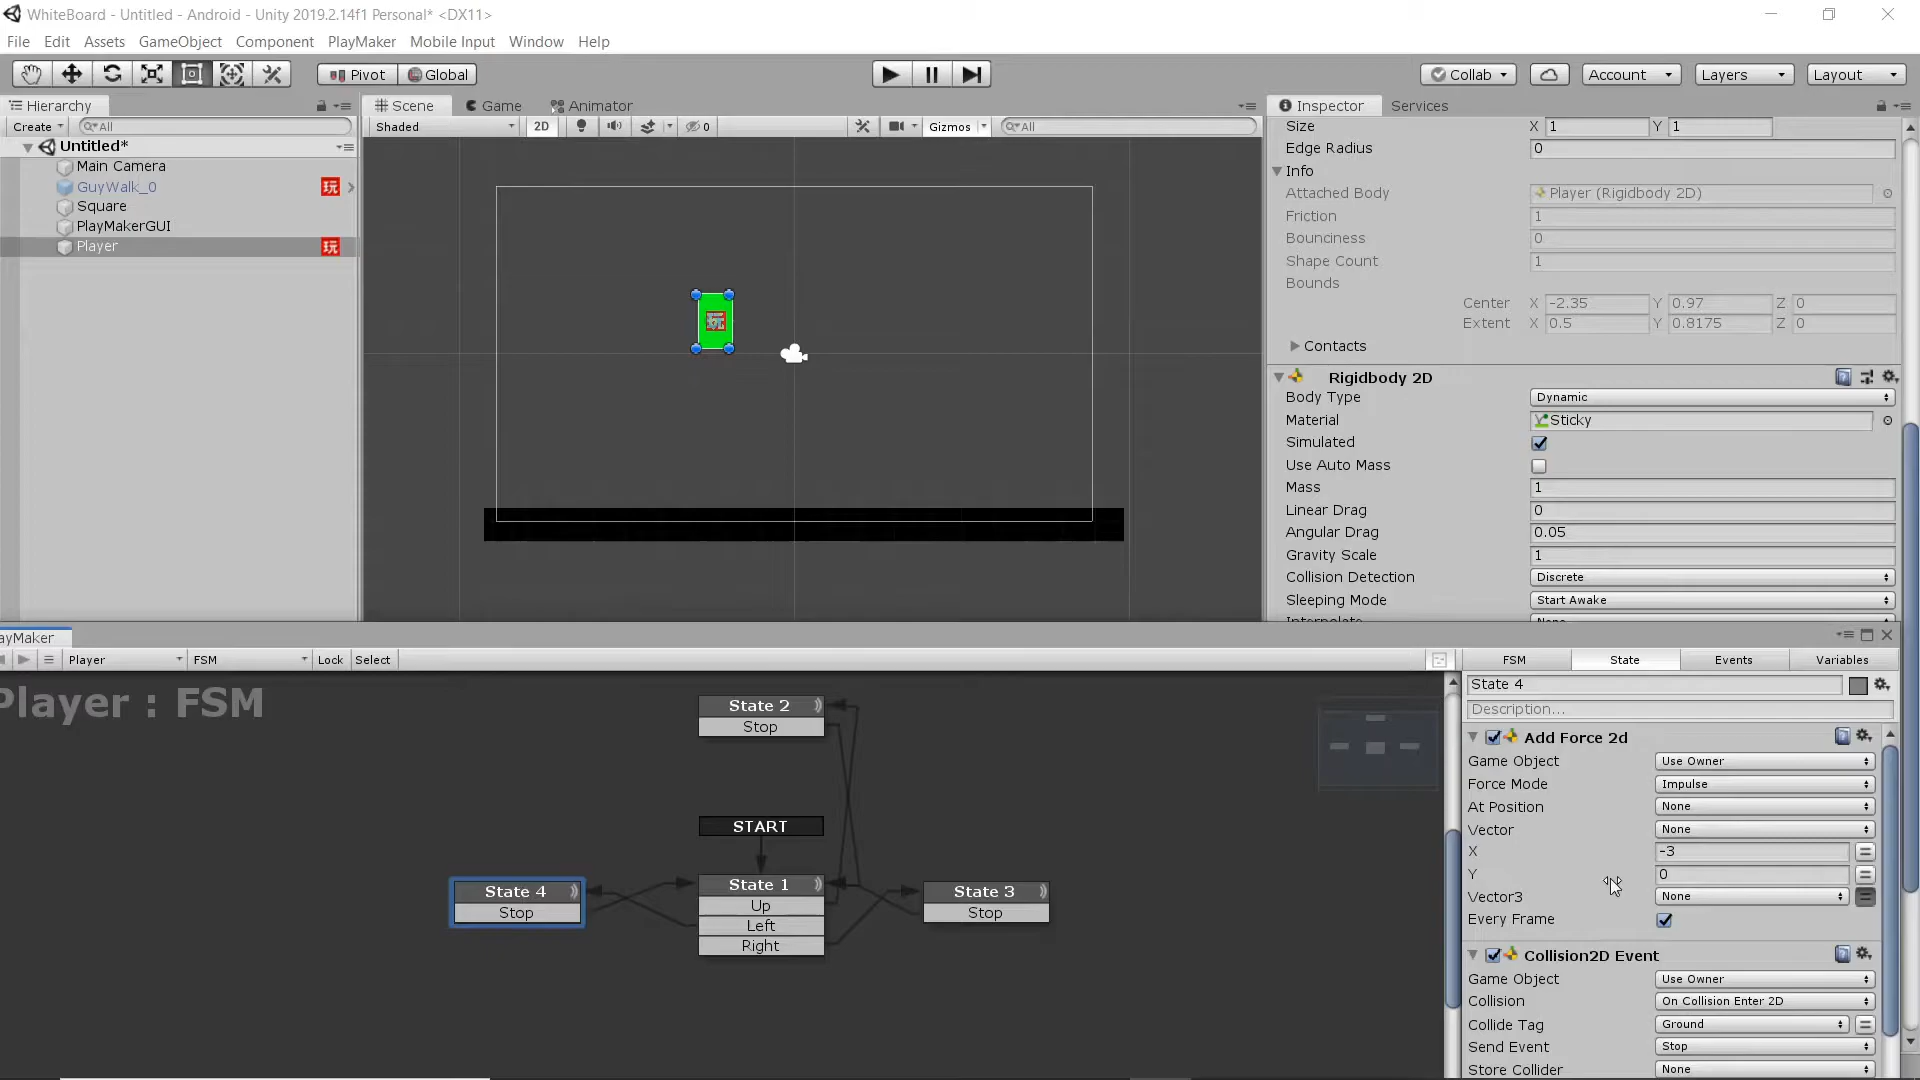 WhiteBoard - Untitled - Android - Unity 2019.2.14f1 Personal* <DX11>
File Edit Assets GameObject Component PlayMaker Mobile Input Window Help
Pivot Global Collab Account Layers Layout
Hierarchy
Create All
Untitled*
Main Camera
GuyWalk_0 玩
Square
PlayMakerGUI
Player 玩
Scene Game Animator
Shaded 2D 0 Gizmos All
玩
Inspector Services
Size X 1 Y 1
Edge Radius 0
Info
Attached Body Player (Rigidbody 2D)
Friction 1
Bounciness 0
Shape Count 1
Bounds
Center X -2.35 Y 0.97 Z 0
Extent X 0.5 Y 0.8175 Z 0
Contacts
Rigidbody 2D
Body Type Dynamic
Material Sticky
Simulated
Use Auto Mass
Mass 1
Linear Drag 0
Angular Drag 0.05
Gravity Scale 1
Collision Detection Discrete
Sleeping Mode Start Awake
ayMaker
Player FSM Lock Select
Player : FSM
State 2
Stop
START
State 4
Stop
State 1
Up
Left
Right
State 3
Stop
FSM State Events Variables
State 4
Description...
Add Force 2d
Game Object Use Owner
Force Mode Impulse
At Position None
Vector None
X -3
Y 0
Vector3 None
Every Frame
Collision2D Event
Game Object Use Owner
Collision On Collision Enter 2D
Collide Tag Ground
Send Event Stop
Store Collider None